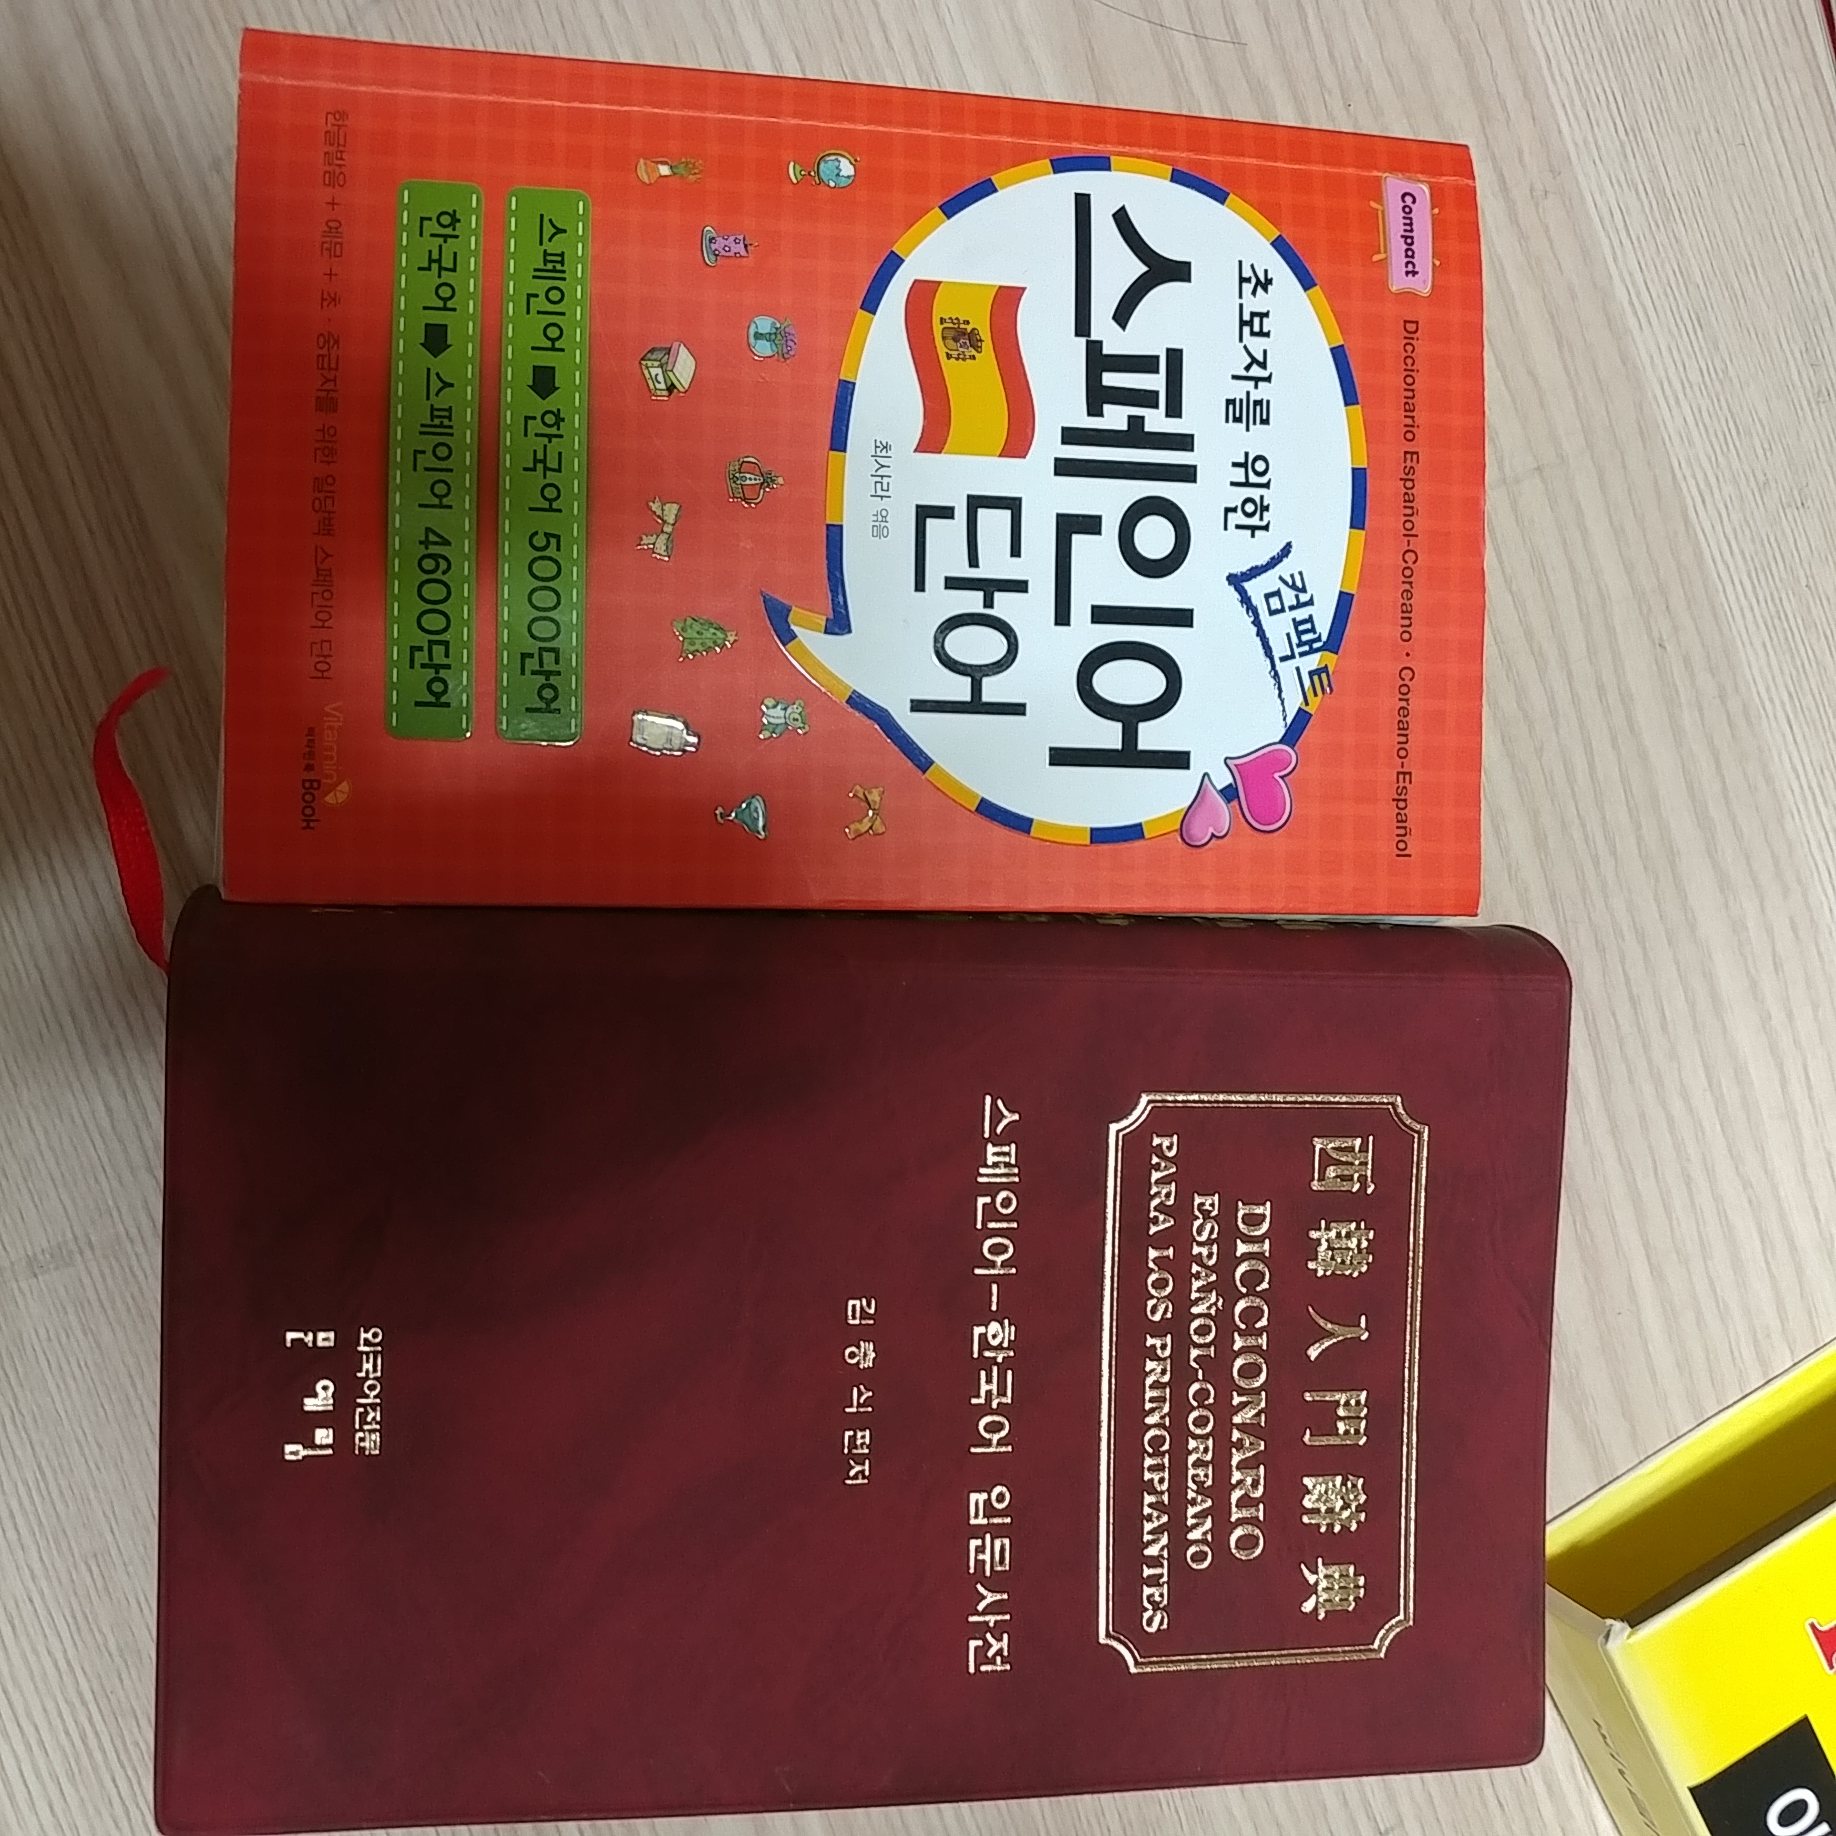 Compact
Diccionario Español-Coreano · Coreano-Español
초보자를 위한
컴팩트
스페인어
단어
최사라 엮음
스페인어 ➡ 한국어 5000단어
한국어 ➡ 스페인어 4600단어
한글발음 + 예문 + 초 · 중급자를 위한 일당백 스페인어 단어
Vitamin
비타민북 Book
西韓入門辭典
DICCIONARIO
ESPAÑOL-COREANO
PARA LOS PRINCIPIANTES
스페인어–한국어 입문사전
김충식 편저
외국어전문
문예림